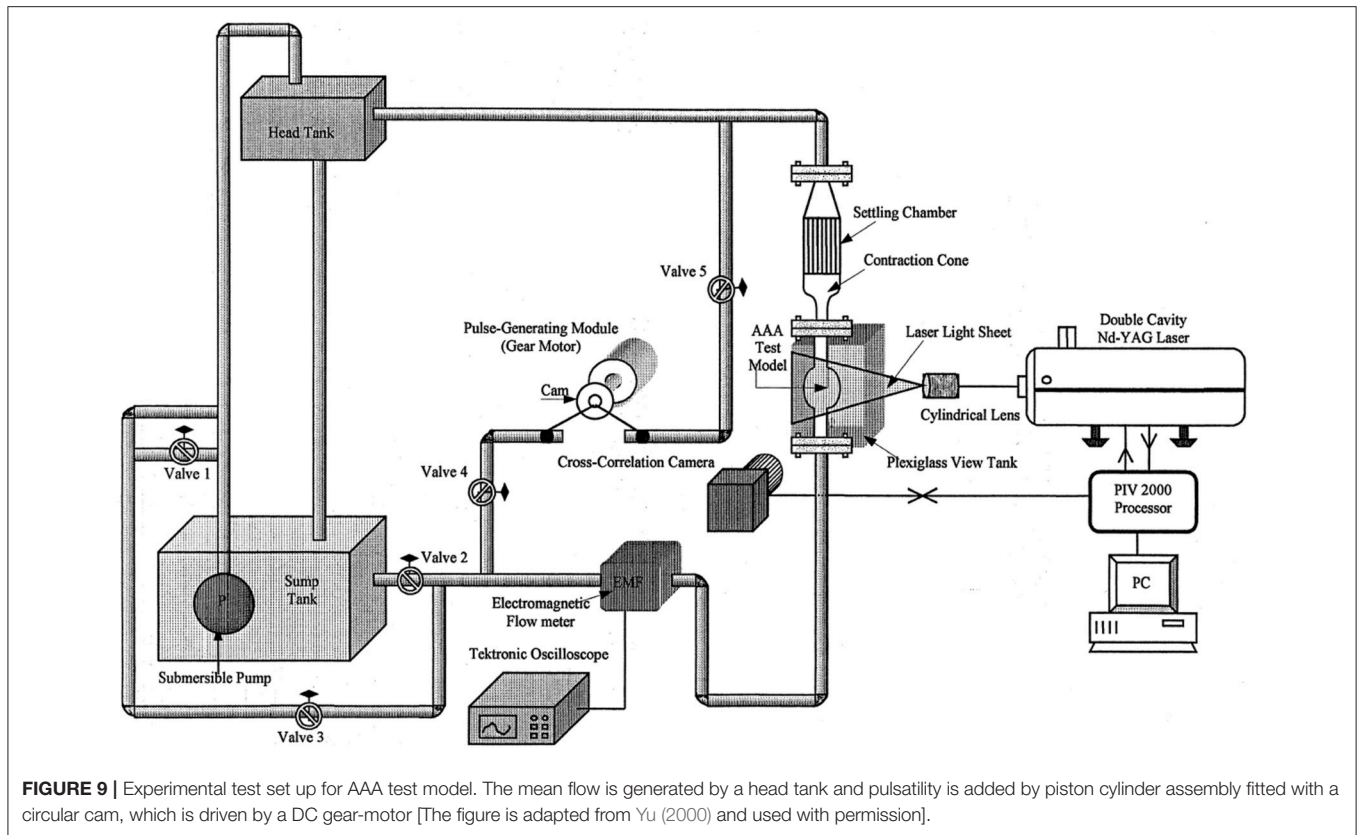 Head Tank
Settling Chamber
Contraction Cone
Valve 5
Pulse-Generating Module
(Gear Motor)
AAA
Test
Model
Laser Light Sheet
Double Cavity
Nd-YAG Laser
Cam
Cylindrical Lens
Valve 1
Valve 4
Cross-Correlation Camera
Plexiglass View Tank
PIV 2000
Processor
Valve 2
P
Sump
Tank
EMF
PC
Electromagnetic
Flow meter
Submersible Pump
Tektronic Oscilloscope
Valve 3
FIGURE 9 | Experimental test set up for AAA test model. The mean flow is generated by a head tank and pulsatility is added by piston cylinder assembly fitted with a
circular cam, which is driven by a DC gear-motor [The figure is adapted from Yu (2000) and used with permission].